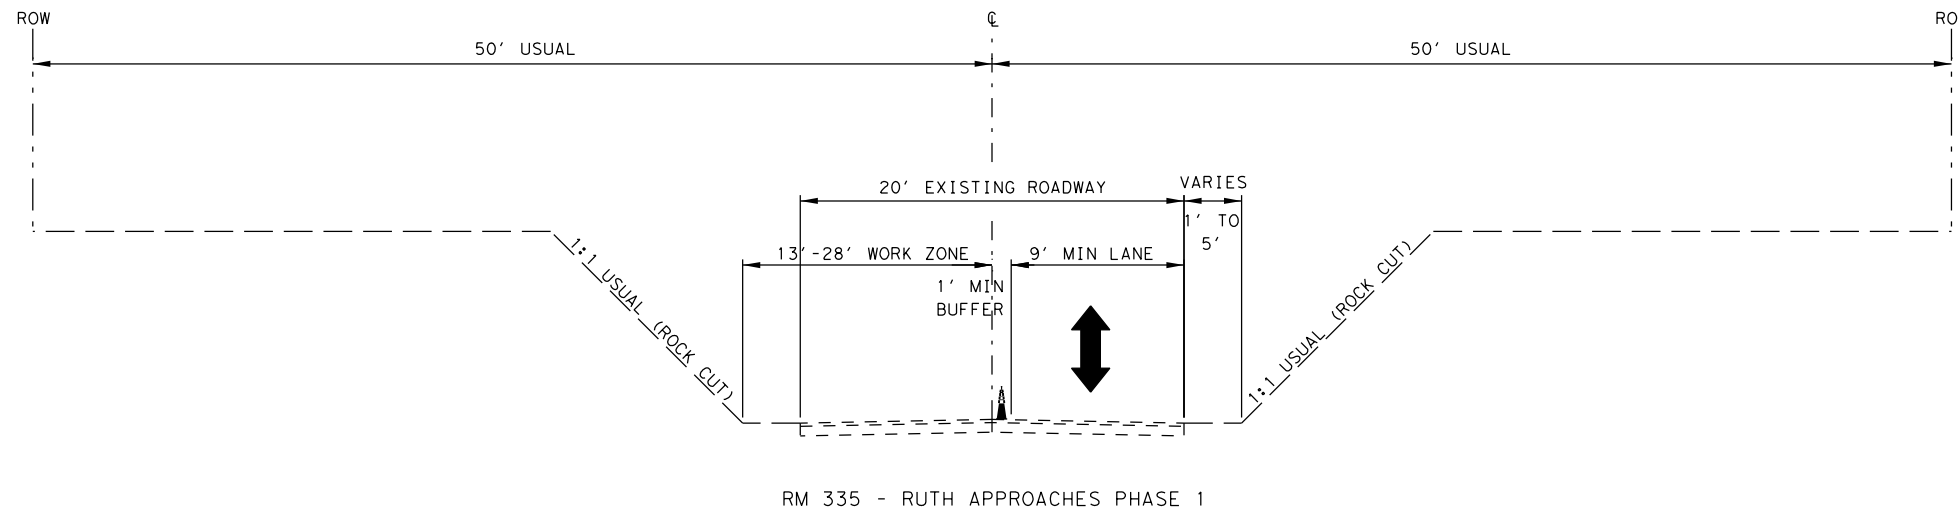 ROW
℄
RO
50' USUAL
50' USUAL
20' EXISTING ROADWAY
VARIES
1' TO
5'
13'-28' WORK ZONE
9' MIN LANE
1' MIN
BUFFER
1:1 USUAL (ROCK CUT)
1:1 USUAL (ROCK CUT)
RM 335 - RUTH APPROACHES PHASE 1